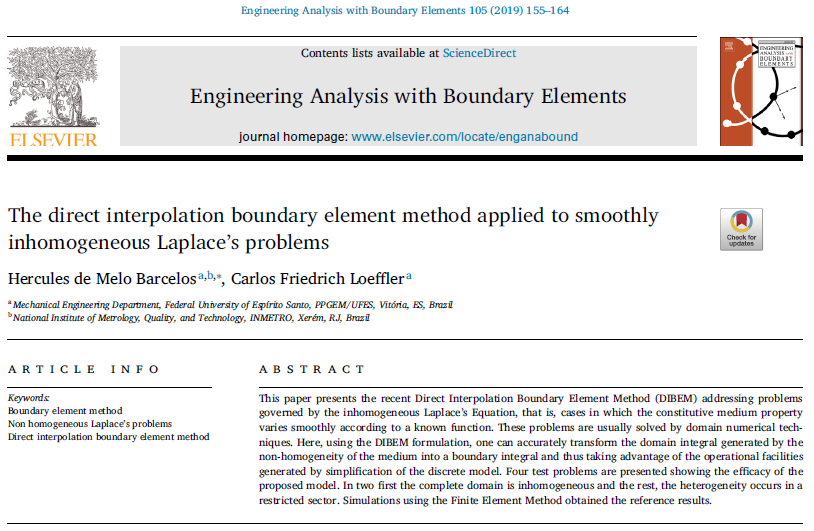 Engineering Analysis with Boundary Elements 105 (2019) 155–164
Contents lists available at ScienceDirect
Engineering Analysis with Boundary Elements
journal homepage: www.elsevier.com/locate/enganabound
ELSEVIER
ENGINEERING
ANALYSIS with
BOUNDARY
ELEMENTS
The direct interpolation boundary element method applied to smoothly
inhomogeneous Laplace's problems
Check for
updates
Hercules de Melo Barcelos a,b,∗, Carlos Friedrich Loeffler a
a Mechanical Engineering Department, Federal University of Espírito Santo, PPGEM/UFES, Vitória, ES, Brazil
b National Institute of Metrology, Quality, and Technology, INMETRO, Xerém, RJ, Brazil
ARTICLE INFO
Keywords:
Boundary element method
Non homogeneous Laplace's problems
Direct interpolation boundary element method
ABSTRACT
This paper presents the recent Direct Interpolation Boundary Element Method (DIBEM) addressing problems
governed by the inhomogeneous Laplace's Equation, that is, cases in which the constitutive medium property
varies smoothly according to a known function. These problems are usually solved by domain numerical tech-
niques. Here, using the DIBEM formulation, one can accurately transform the domain integral generated by the
non-homogeneity of the medium into a boundary integral and thus taking advantage of the operational facilities
generated by simplification of the discrete model. Four test problems are presented showing the efficacy of the
proposed model. In two first the complete domain is inhomogeneous and the rest, the heterogeneity occurs in a
restricted sector. Simulations using the Finite Element Method obtained the reference results.